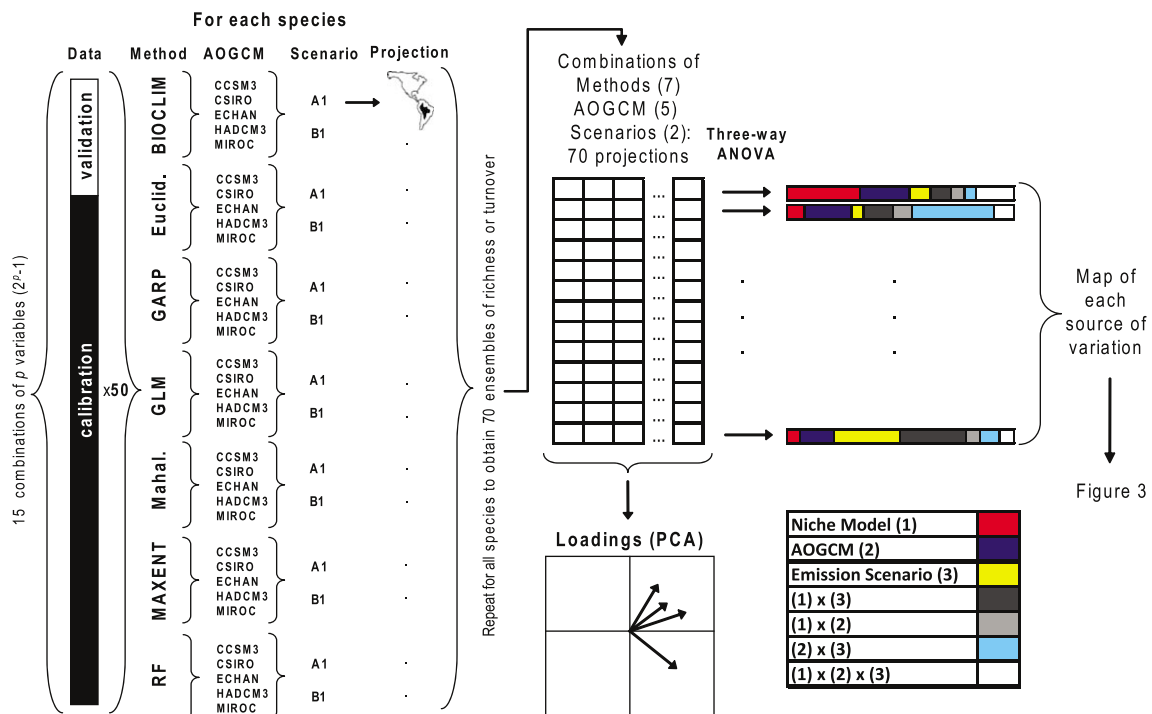 For each species
Data Method AOGCM Scenario Projection
15 combinations of p variables (2p-1)
validation
calibration
x50
BIOCLIM
CCSM3
CSIRO
ECHAN
HADCM3
MIROC
A1
B1
Euclid.
CCSM3
CSIRO
ECHAN
HADCM3
MIROC
A1
B1
GARP
CCSM3
CSIRO
ECHAN
HADCM3
MIROC
A1
B1
GLM
CCSM3
CSIRO
ECHAN
HADCM3
MIROC
A1
B1
Mahal.
CCSM3
CSIRO
ECHAN
HADCM3
MIROC
A1
B1
MAXENT
CCSM3
CSIRO
ECHAN
HADCM3
MIROC
A1
B1
RF
CCSM3
CSIRO
ECHAN
HADCM3
MIROC
A1
B1
Repeat for all species to obtain 70 ensembles of richness or turnover
Combinations of
Methods (7)
AOGCM (5)
Scenarios (2):
70 projections
...
...
...
...
...
...
...
...
...
...
...
...
...
Three-way
ANOVA
Map of
each
source of
variation
Figure 3
Loadings (PCA)
Niche Model (1)
AOGCM (2)
Emission Scenario (3)
(1) x (3)
(1) x (2)
(2) x (3)
(1) x (2) x (3)